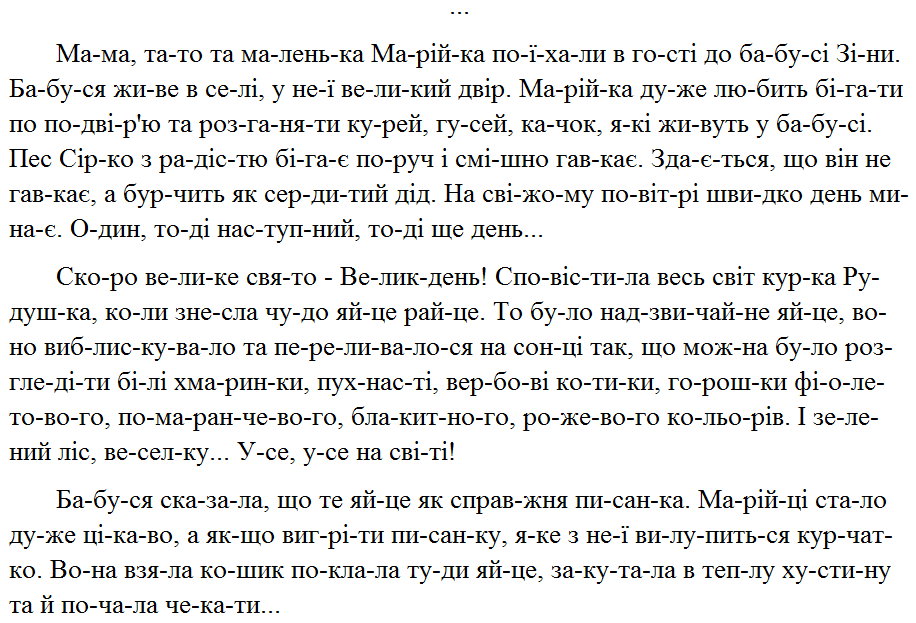 ...
Ма-ма, та-то та ма-лень-ка Ма-рій-ка по-ї-ха-ли в го-сті до ба-бу-сі Зі-ни.
Ба-бу-ся жи-ве в се-лі, у не-ї ве-ли-кий двір. Ма-рій-ка ду-же лю-бить бі-га-ти
по по-дві-р'ю та роз-га-ня-ти ку-рей, гу-сей, ка-чок, я-кі жи-вуть у ба-бу-сі.
Пес Сір-ко з ра-діс-тю бі-га-є по-руч і смі-шно гав-кає. Зда-є-ться, що він не
гав-кає, а бур-чить як сер-ди-тий дід. На сві-жо-му по-віт-рі шви-дко день ми-
на-є. О-дин, то-ді нас-туп-ний, то-ді ще день...
Ско-ро ве-ли-ке свя-то - Ве-лик-день! Спо-віс-ти-ла весь світ кур-ка Ру-
душ-ка, ко-ли зне-сла чу-до яй-це рай-це. То бу-ло над-зви-чай-не яй-це, во-
но виб-лис-ку-ва-ло та пе-ре-ли-ва-ло-ся на сон-ці так, що мож-на бу-ло роз-
гле-ді-ти бі-лі хма-рин-ки, пух-нас-ті, вер-бо-ві ко-ти-ки, го-рош-ки фі-о-ле-
то-во-го, по-ма-ран-че-во-го, бла-кит-но-го, ро-же-во-го ко-льо-рів. І зе-ле-
ний ліс, ве-сел-ку... У-се, у-се на сві-ті!
Ба-бу-ся ска-за-ла, що те яй-це як справ-жня пи-сан-ка. Ма-рій-ці ста-ло
ду-же ці-ка-во, а як-що виг-рі-ти пи-сан-ку, я-ке з не-ї ви-лу-пить-ся кур-чат-
ко. Во-на взя-ла ко-шик по-кла-ла ту-ди яй-це, за-ку-та-ла в теп-лу ху-сти-ну
та й по-ча-ла че-ка-ти...